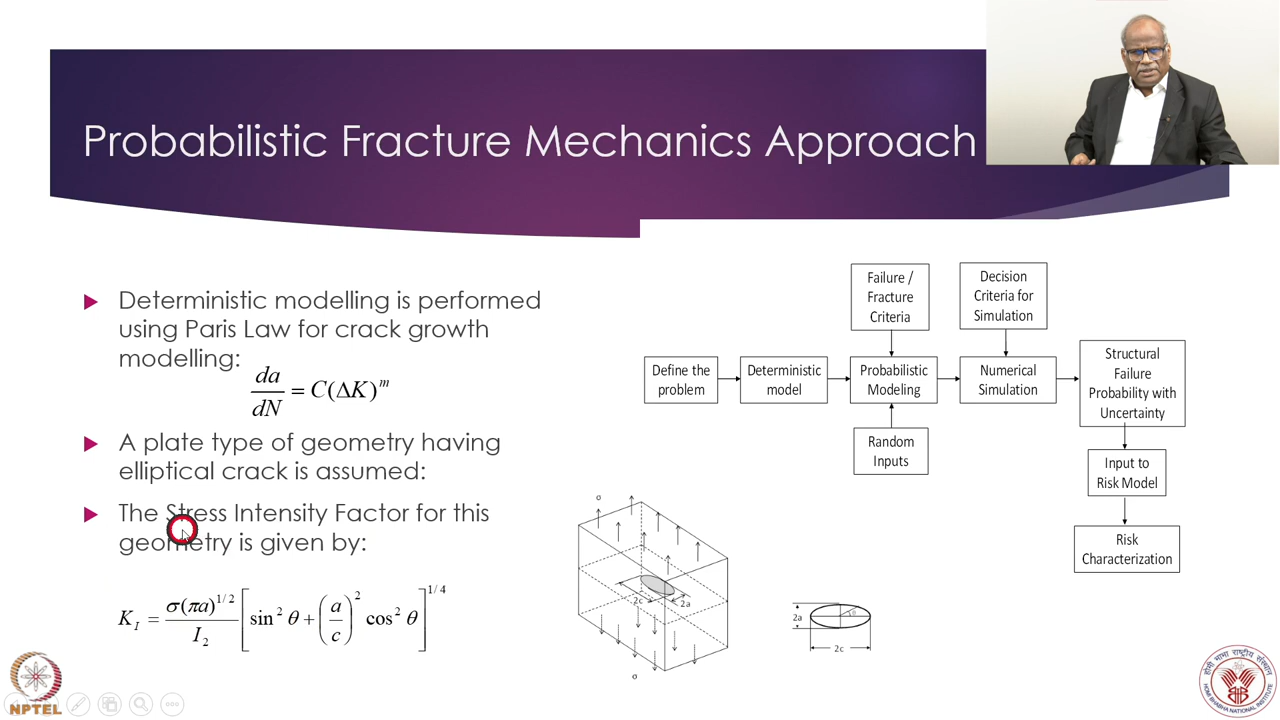 Probabilistic Fracture Mechanics Approach
Deterministic modelling is performed
using Paris Law for crack growth
modelling:
da/dN = C(ΔK)^m
A plate type of geometry having
elliptical crack is assumed:
The Stress Intensity Factor for this
geometry is given by:
K_I = σ(πa)^{1/2}/I_2 [sin^2 θ + (a/c)^2 cos^2 θ]^{1/4}
Failure /
Fracture
Criteria
Decision
Criteria for
Simulation
Define the
problem
Deterministic
model
Probabilistic
Modeling
Numerical
Simulation
Structural
Failure
Probability with
Uncertainty
Random
Inputs
Input to
Risk Model
Risk
Characterization
σ
2c
2a
σ
2a
θ
2c
NPTEL